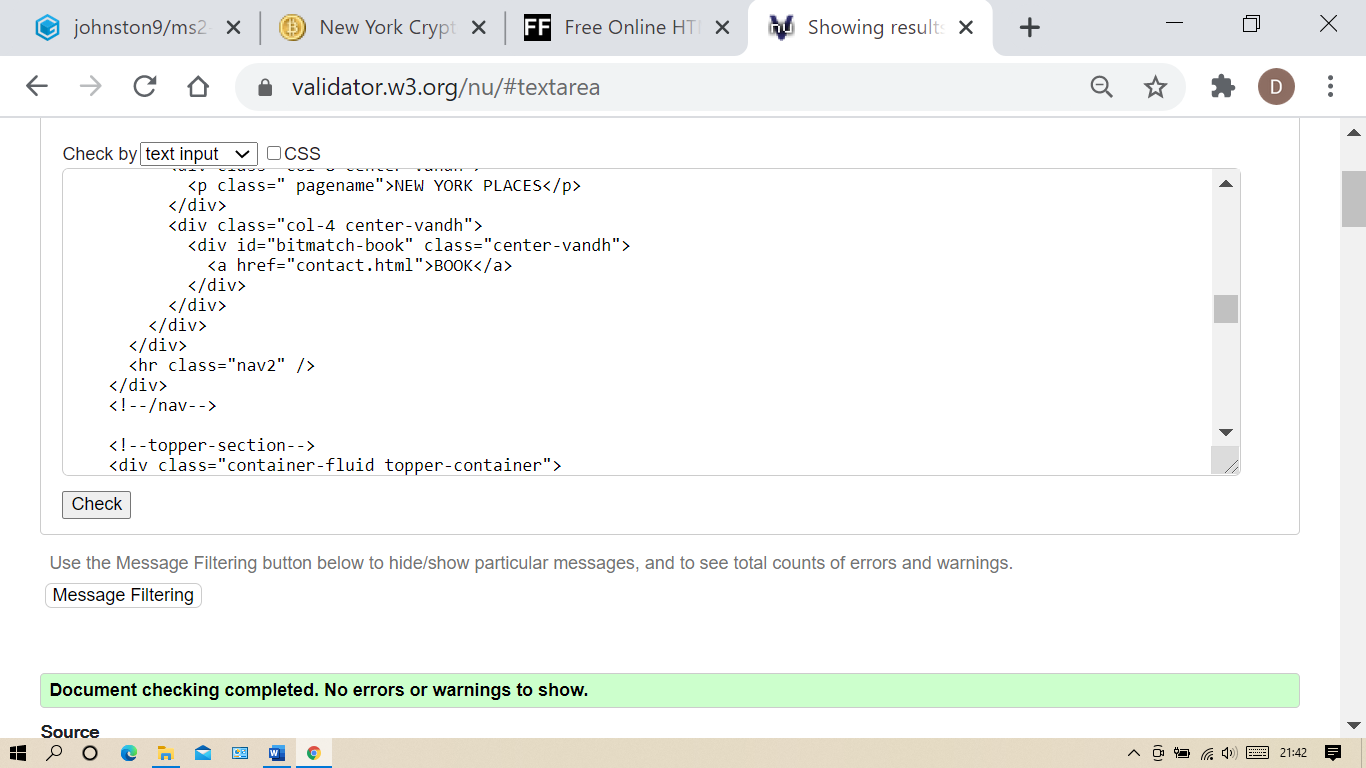 johnston9/ms2-
New York Crypt
FF
Free Online HT
Showing results
validator.w3.org/nu/#textarea
D
Check by text input CSS
<p class=" pagename">NEW YORK PLACES</p>
</div>
<div class="col-4 center-vandh">
<div id="bitmatch-book" class="center-vandh">
<a href="contact.html">BOOK</a>
</div>
</div>
</div>
</div>
<hr class="nav2" />
</div>
<!--/nav-->
<!--topper-section-->
<div class="container-fluid topper-container">
Check
Use the Message Filtering button below to hide/show particular messages, and to see total counts of errors and warnings.
Message Filtering
Document checking completed. No errors or warnings to show.
Source
21:42